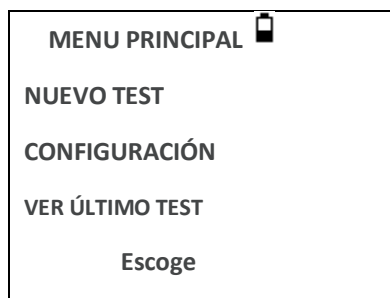 MENU PRINCIPAL
NUEVO TEST
CONFIGURACIÓN
VER ÚLTIMO TEST
Escoge